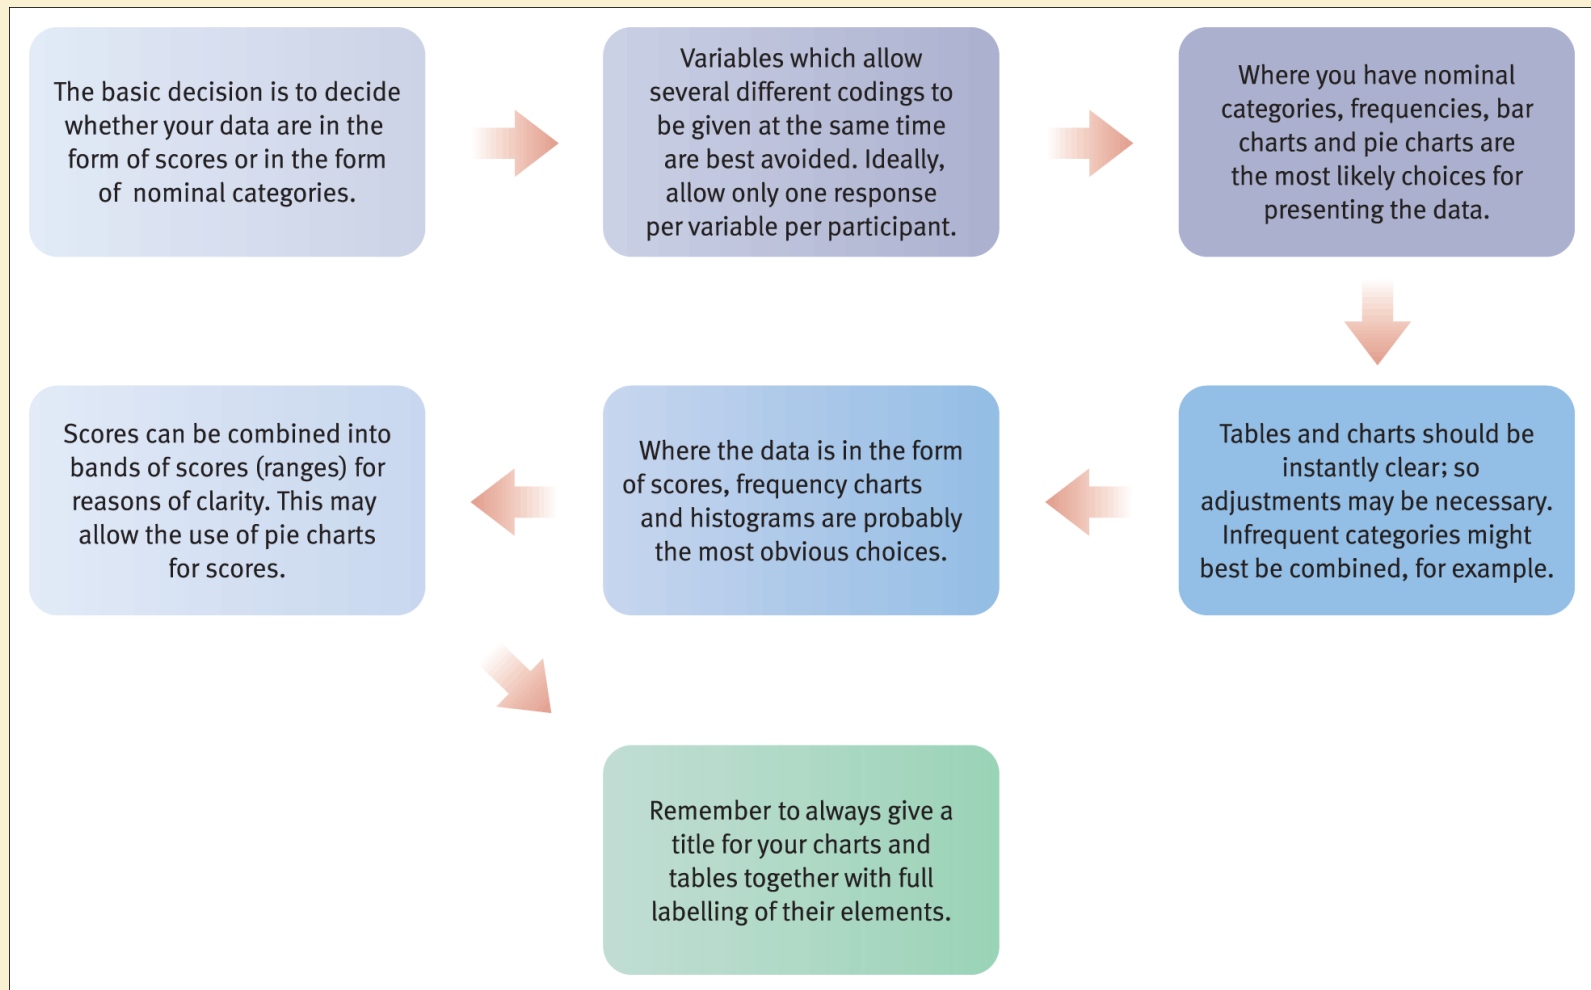 The basic decision is to decide
whether your data are in the
form of scores or in the form
of nominal categories.
Variables which allow
several different codings to
be given at the same time
are best avoided. Ideally,
allow only one response
per variable per participant.
Where you have nominal
categories, frequencies, bar
charts and pie charts are
the most likely choices for
presenting the data.
Tables and charts should be
instantly clear; so
adjustments may be necessary.
Infrequent categories might
best be combined, for example.
Where the data is in the form
of scores, frequency charts
and histograms are probably
the most obvious choices.
Scores can be combined into
bands of scores (ranges) for
reasons of clarity. This may
allow the use of pie charts
for scores.
Remember to always give a
title for your charts and
tables together with full
labelling of their elements.